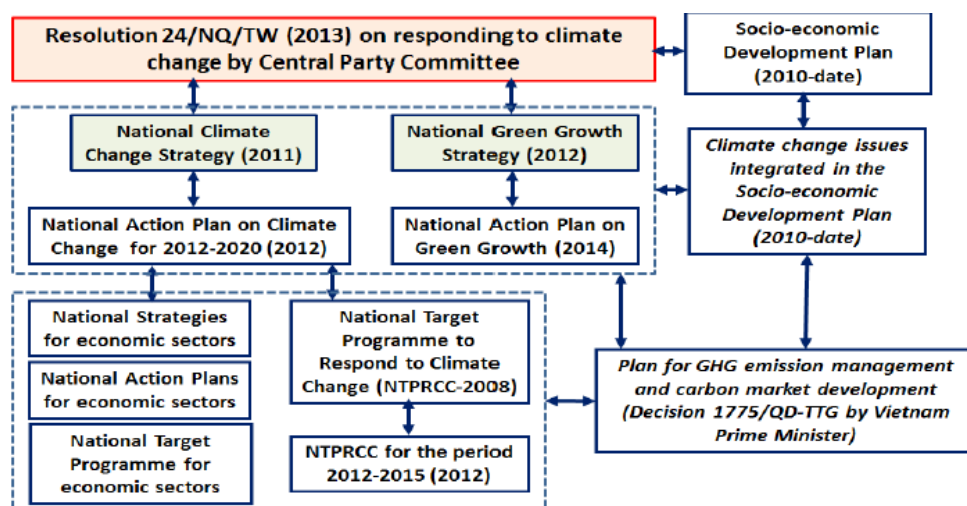 Resolution 24/NQ/TW (2013) on responding to climate
change by Central Party Committee
Socio-economic
Development Plan
(2010-date)
National Climate
Change Strategy (2011)
National Green Growth
Strategy (2012)
Climate change issues
integrated in the
Socio-economic
Development Plan
(2010-date)
National Action Plan on Climate
Change for 2012-2020 (2012)
National Action Plan on
Green Growth (2014)
National Strategies
for economic sectors
National Action Plans
for economic sectors
National Target
Programme for
economic sectors
National Target
Programme to
Respond to Climate
Change (NTPRCC-2008)
NTPRCC for the period
2012-2015 (2012)
Plan for GHG emission management
and carbon market development
(Decision 1775/QD-TTG by Vietnam
Prime Minister)